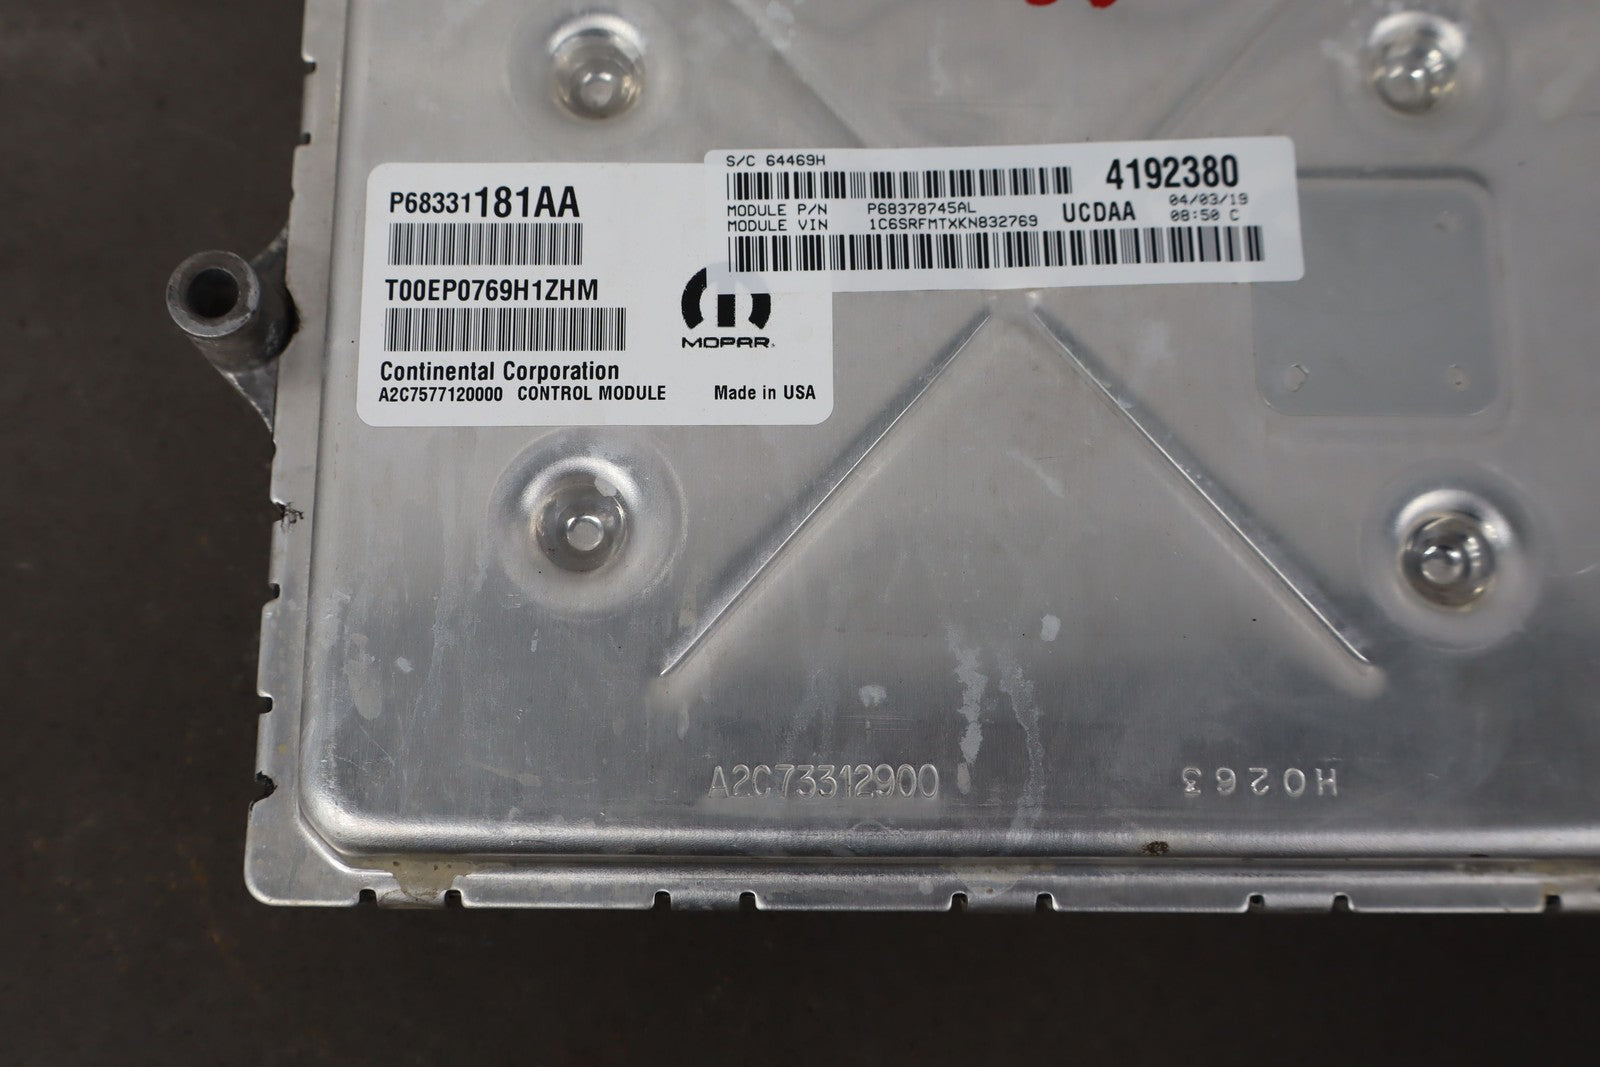 P68331181AA
T00EP0769H1ZHM
MOPAR
Continental Corporation
A2C7577120000 CONTROL MODULE Made in USA
S/C 64469H
4192380
MODULE P/N P68378745AL
MODULE VIN 1C6SRFMTXKN832769
UCDAA
04/03/19
08:50 C
A2C73312900
H0263